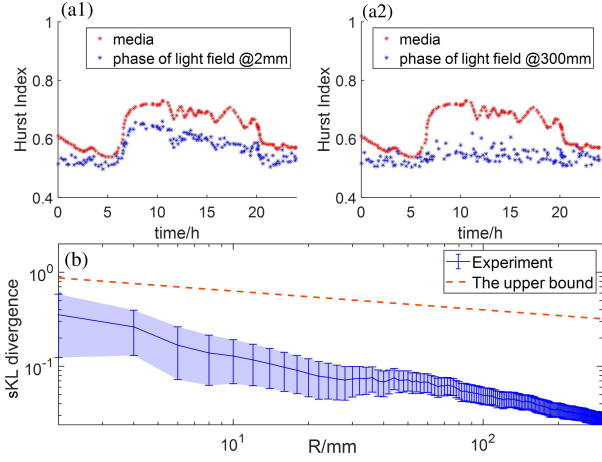 (a1)
1
0.8
0.6
0.4
Hurst Index
media
phase of light field @2mm
0
5
10
15
20
time/h
(a2)
1
0.8
0.6
0.4
Hurst Index
media
phase of light field @300mm
0
5
10
15
20
time/h
(b)
10⁰
10⁻¹
sKL divergence
Experiment
The upper bound
10¹
10²
R/mm